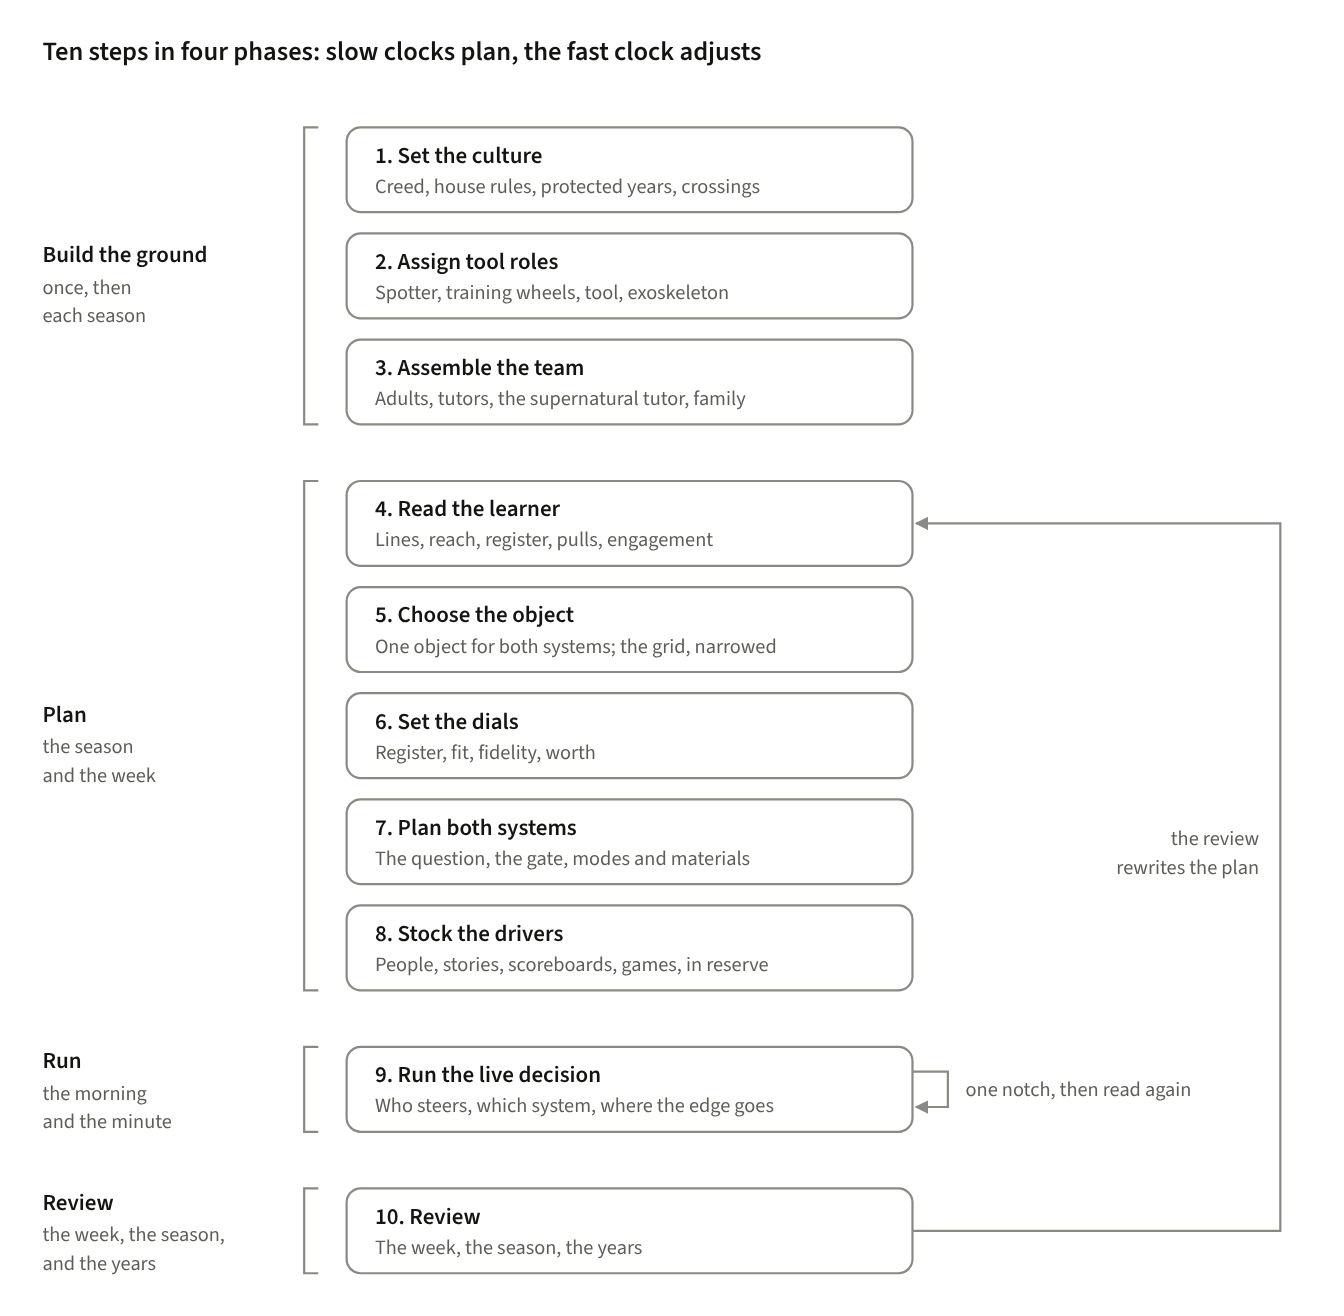 Ten steps in four phases: slow clocks plan, the fast clock adjusts
Build the ground
once, then
each season
1. Set the culture
Creed, house rules, protected years, crossings
2. Assign tool roles
Spotter, training wheels, tool, exoskeleton
3. Assemble the team
Adults, tutors, the supernatural tutor, family
Plan
the season
and the week
4. Read the learner
Lines, reach, register, pulls, engagement
5. Choose the object
One object for both systems; the grid, narrowed
6. Set the dials
Register, fit, fidelity, worth
7. Plan both systems
The question, the gate, modes and materials
8. Stock the drivers
People, stories, scoreboards, games, in reserve
the review
rewrites the plan
Run
the morning
and the minute
9. Run the live decision
Who steers, which system, where the edge goes
one notch, then read again
Review
the week, the season,
and the years
10. Review
The week, the season, the years